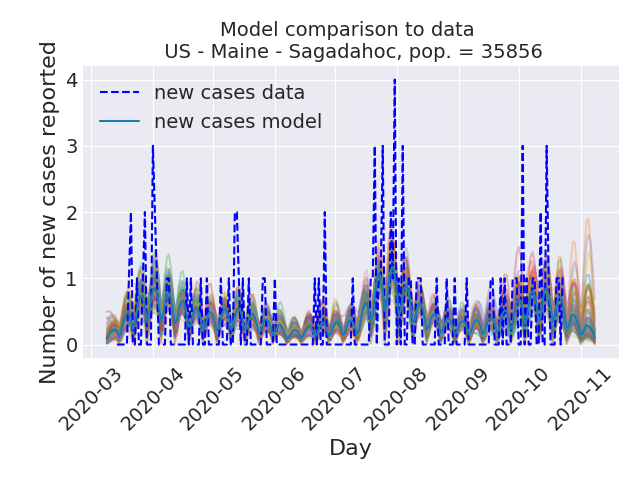 Model comparison to data
US - Maine - Sagadahoc, pop. = 35856
Number of new cases reported
4
3
2
1
0
new cases data
new cases model
2020-03
2020-04
2020-05
2020-06
2020-07
2020-08
2020-09
2020-10
2020-11
Day